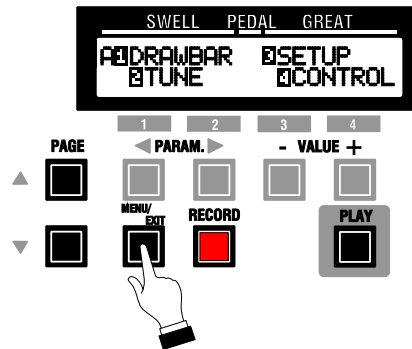 SWELL PEDAL GREAT
A1DRAWBAR 3SETUP
2TUNE 4CONTROL
1 2 3 4
PAGE ◀PARAM.▶ - VALUE +
MENU/
EXIT RECORD PLAY